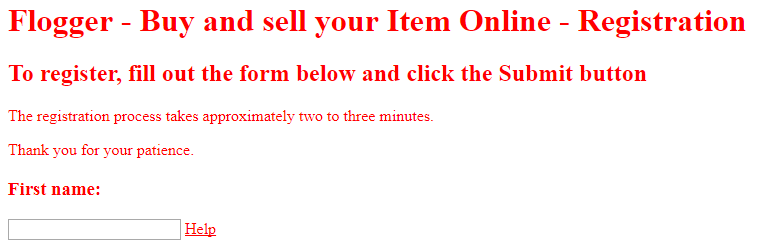 Flogger - Buy and sell your Item Online - Registration
To register, fill out the form below and click the Submit button
The registration process takes approximately two to three minutes.
Thank you for your patience.
First name:
Help